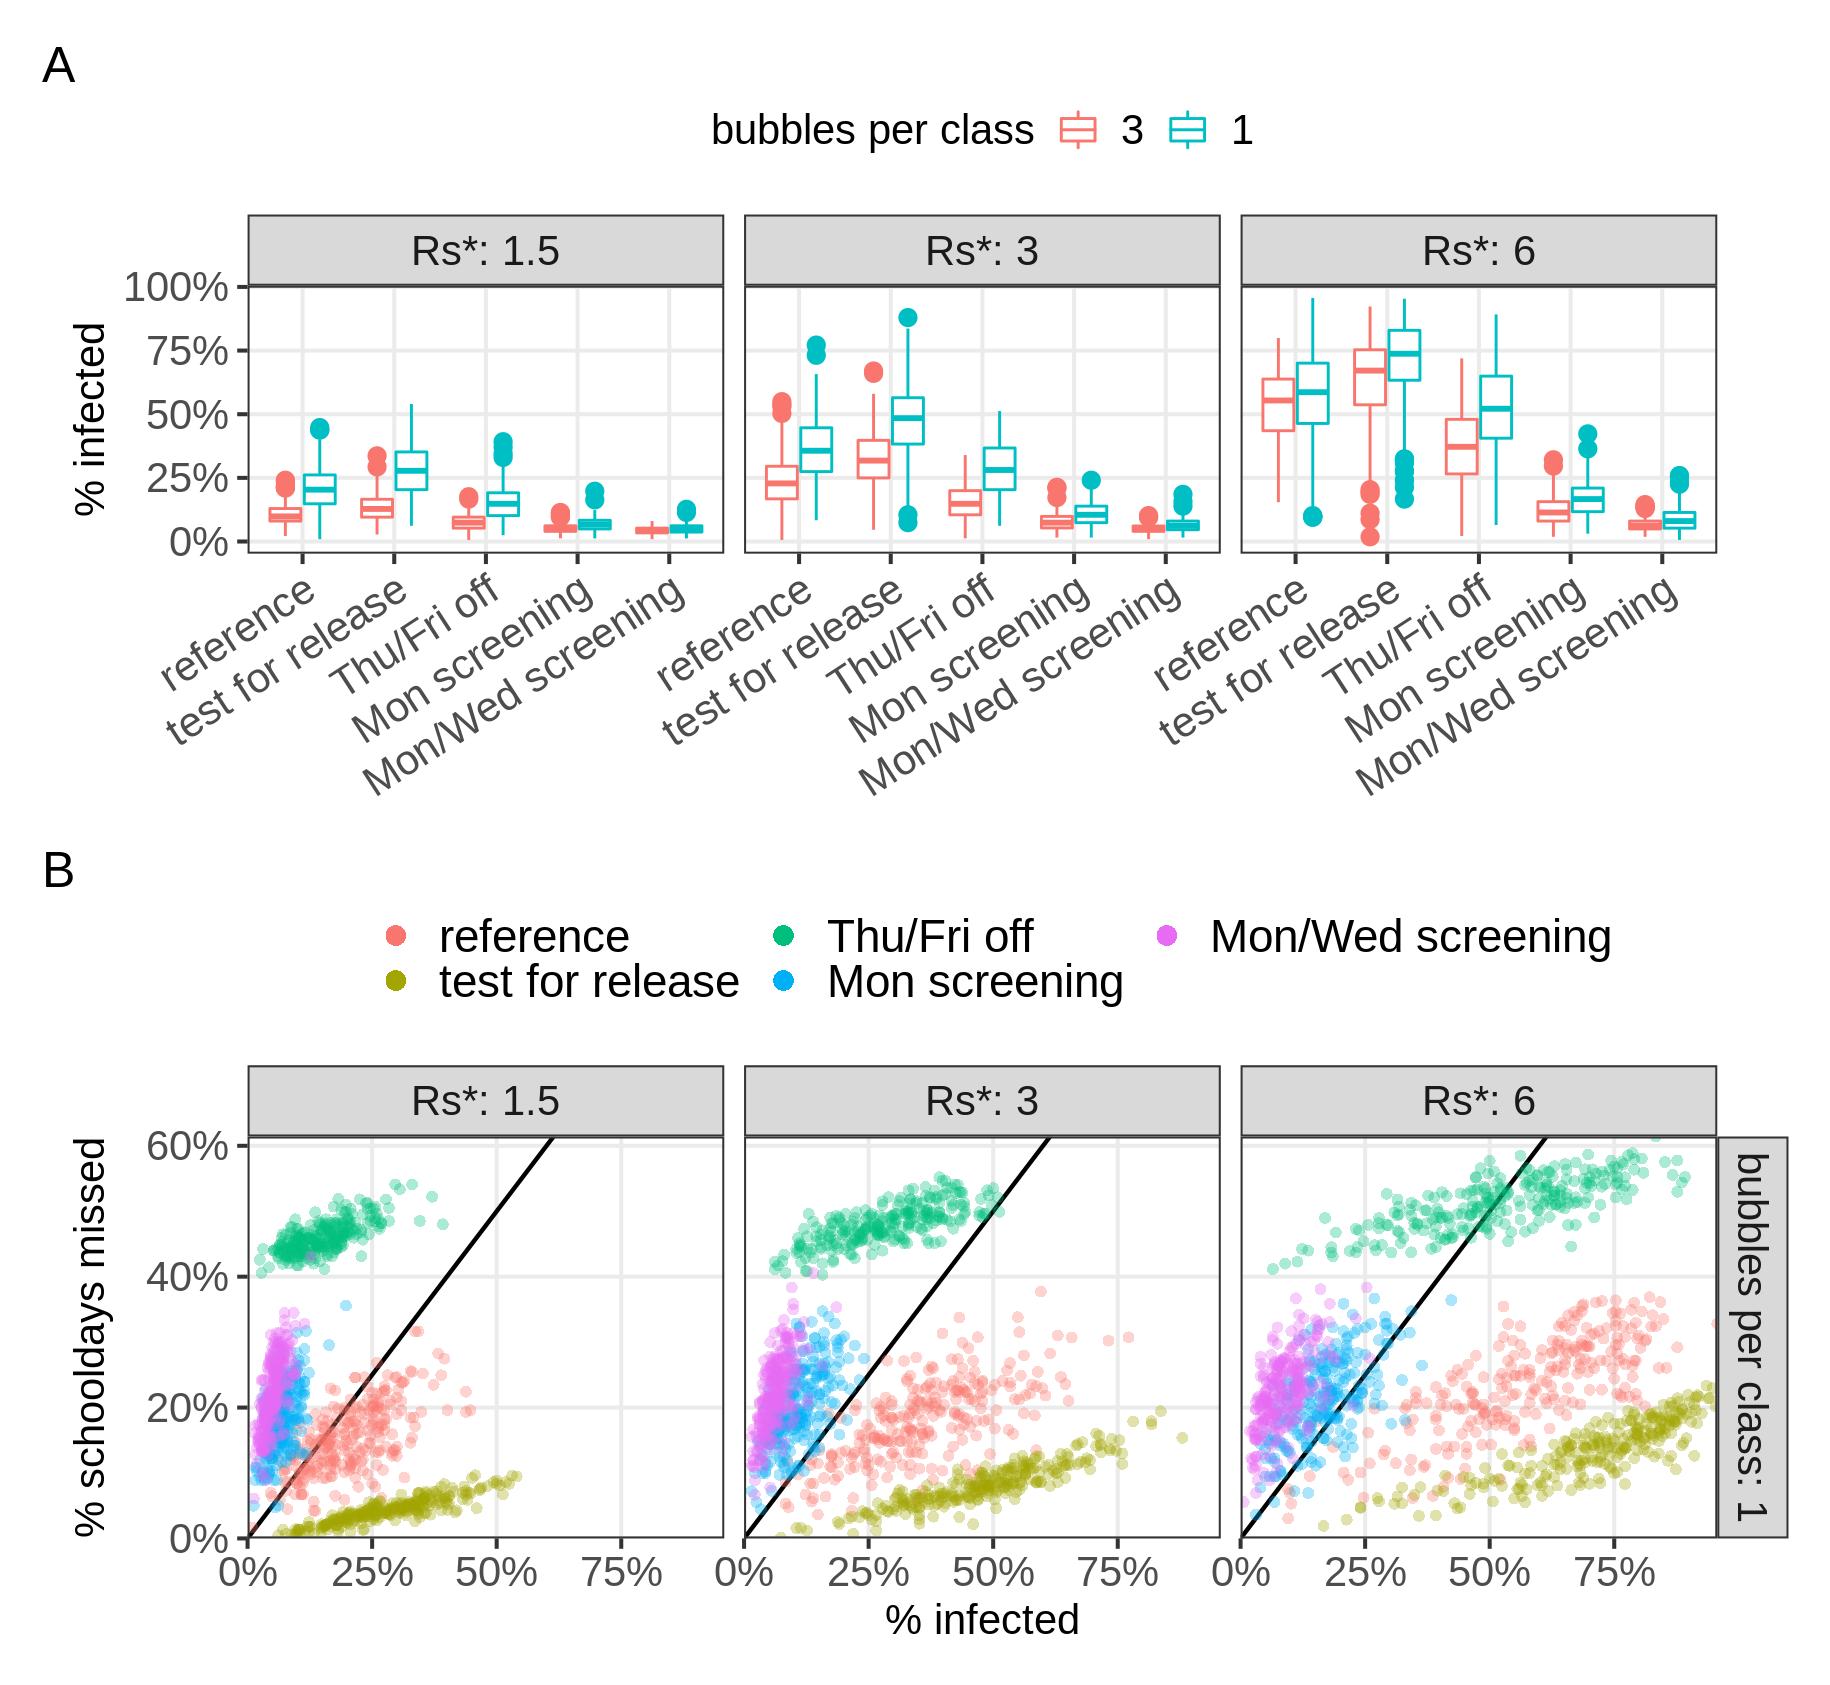 A
bubbles per class 3 1
Rs*: 1.5 Rs*: 3 Rs*: 6
% infected
100%
75%
50%
25%
0%
reference test for release Thu/Fri off Mon screening Mon/Wed screening
reference test for release Thu/Fri off Mon screening Mon/Wed screening
reference test for release Thu/Fri off Mon screening Mon/Wed screening
B
reference Thu/Fri off Mon/Wed screening
test for release Mon screening
Rs*: 1.5 Rs*: 3 Rs*: 6
% schooldays missed
60%
40%
20%
0%
bubbles per class: 1
0% 25% 50% 75% 0% 25% 50% 75% 0% 25% 50% 75%
% infected